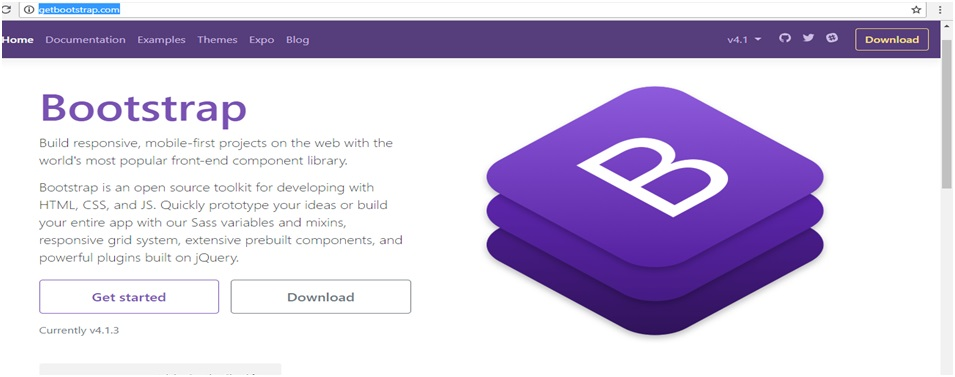 getbootstrap.com
Home Documentation Examples Themes Expo Blog v4.1 Download
Bootstrap
Build responsive, mobile-first projects on the web with the
world's most popular front-end component library.
Bootstrap is an open source toolkit for developing with
HTML, CSS, and JS. Quickly prototype your ideas or build
your entire app with our Sass variables and mixins,
responsive grid system, extensive prebuilt components, and
powerful plugins built on jQuery.
Get started Download
Currently v4.1.3
B